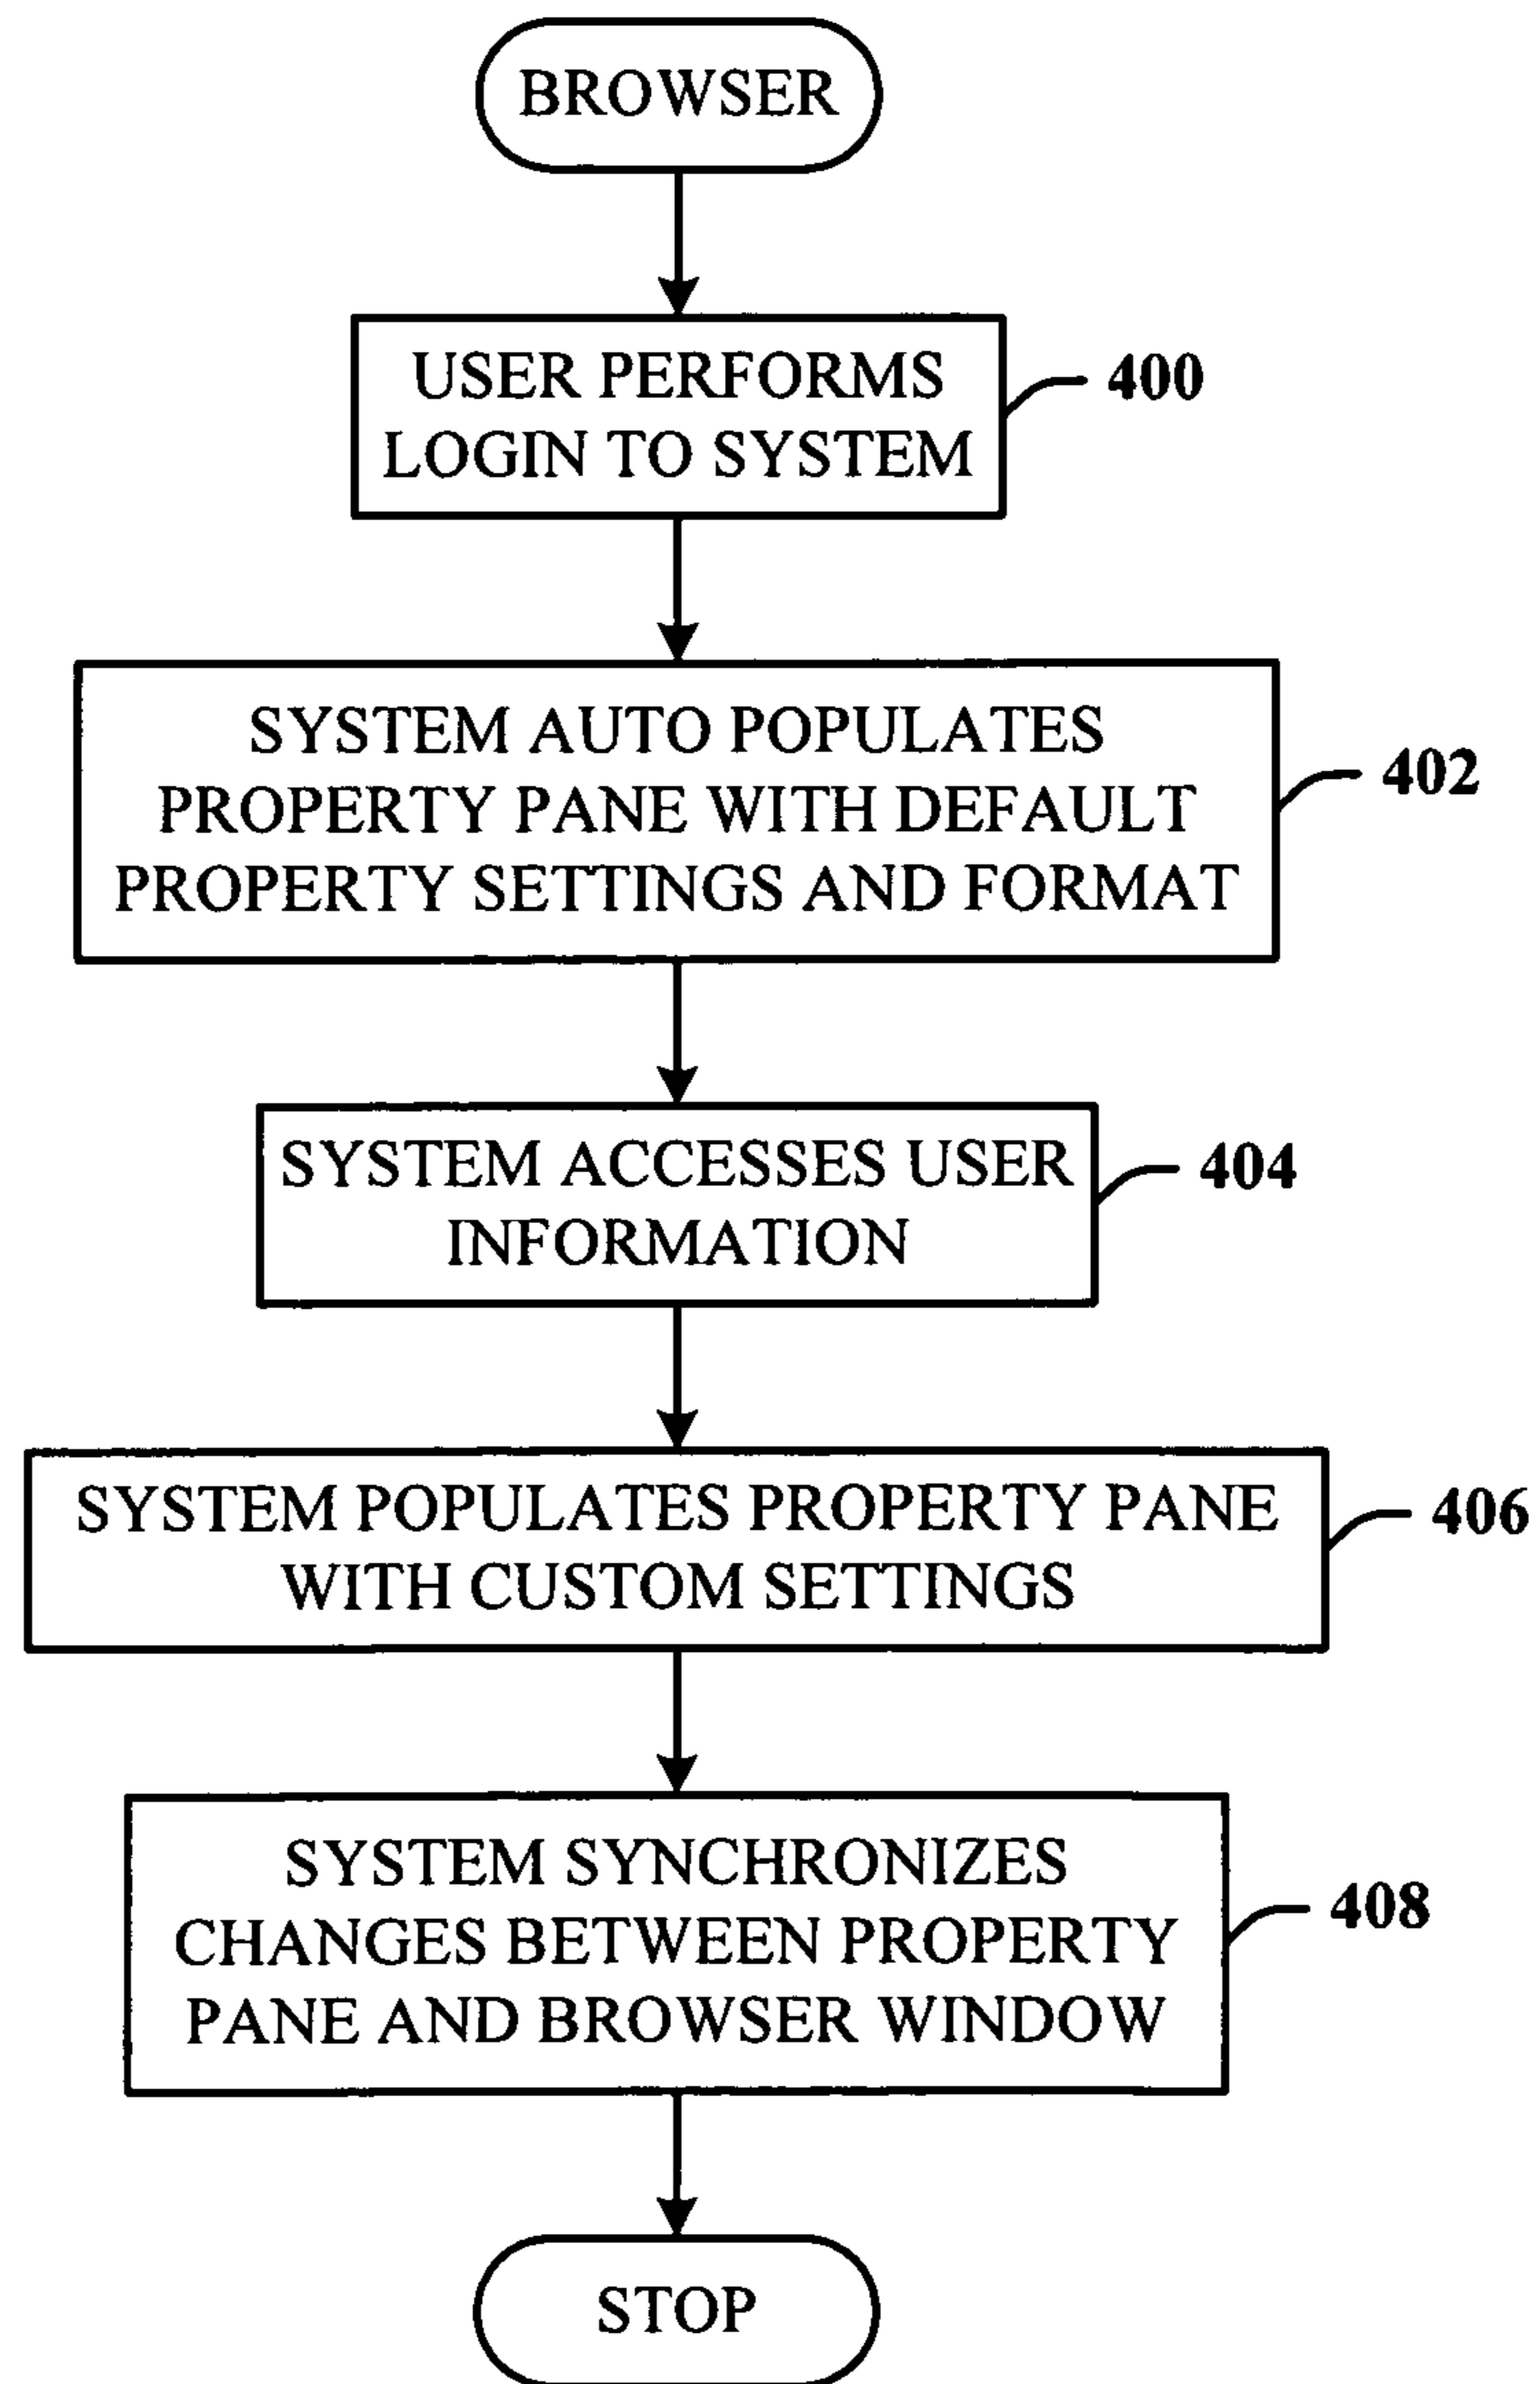 BROWSER
USER PERFORMS
LOGIN TO SYSTEM
400
SYSTEM AUTO POPULATES
PROPERTY PANE WITH DEFAULT
PROPERTY SETTINGS AND FORMAT
402
SYSTEM ACCESSES USER
INFORMATION
404
SYSTEM POPULATES PROPERTY PANE
WITH CUSTOM SETTINGS
406
SYSTEM SYNCHRONIZES
CHANGES BETWEEN PROPERTY
PANE AND BROWSER WINDOW
408
STOP